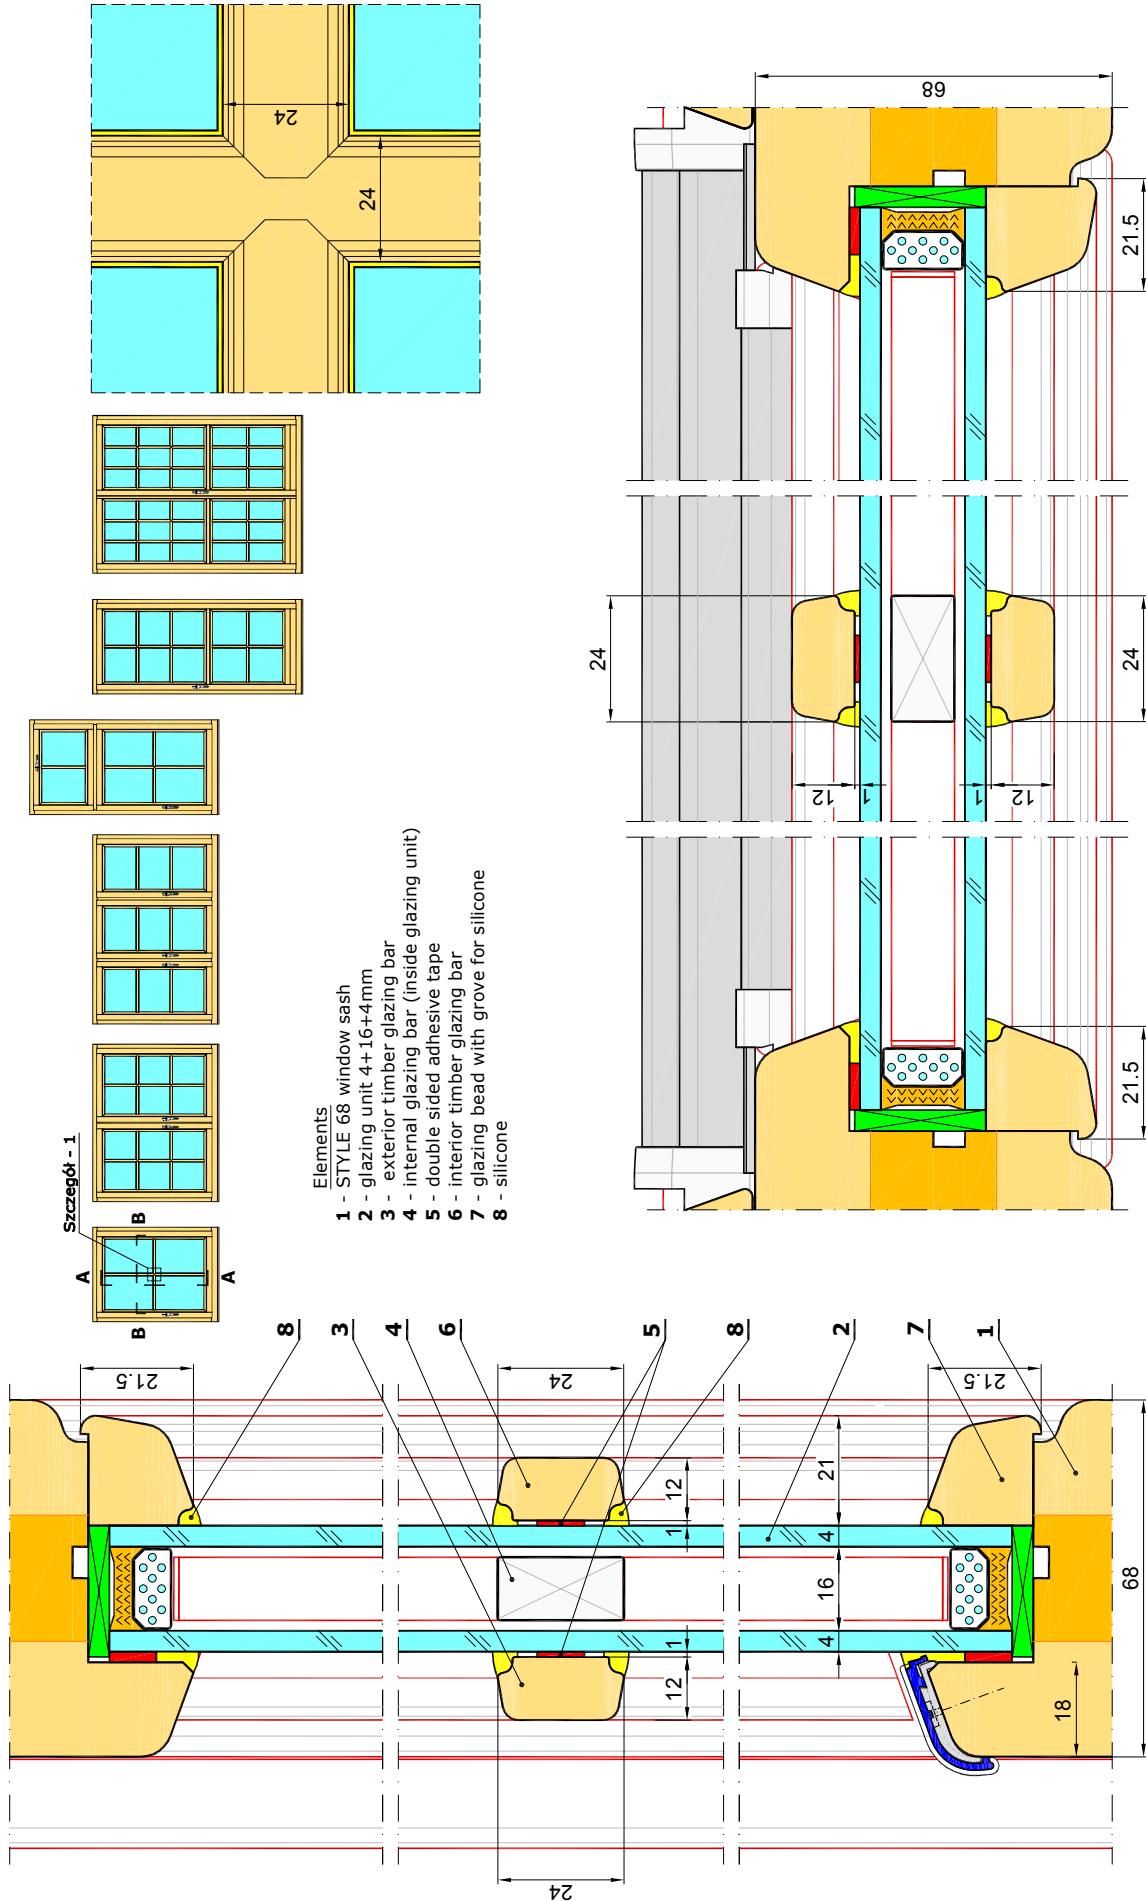 24
24
Szczegół - 1
A
A
B
B
Elements
1 - STYLE 68 window sash
2 - glazing unit 4+16+4mm
3 - exterior timber glazing bar
4 - internal glazing bar (inside glazing unit)
5 - double sided adhesive tape
6 - interior timber glazing bar
7 - glazing bead with grove for silicone
8 - silicone
8
3
4
6
5
8
2
7
1
21.5
24
21.5
12
1
21
4
16
4
1
12
18
68
24
68
21.5
24
24
12
1
1
12
21.5